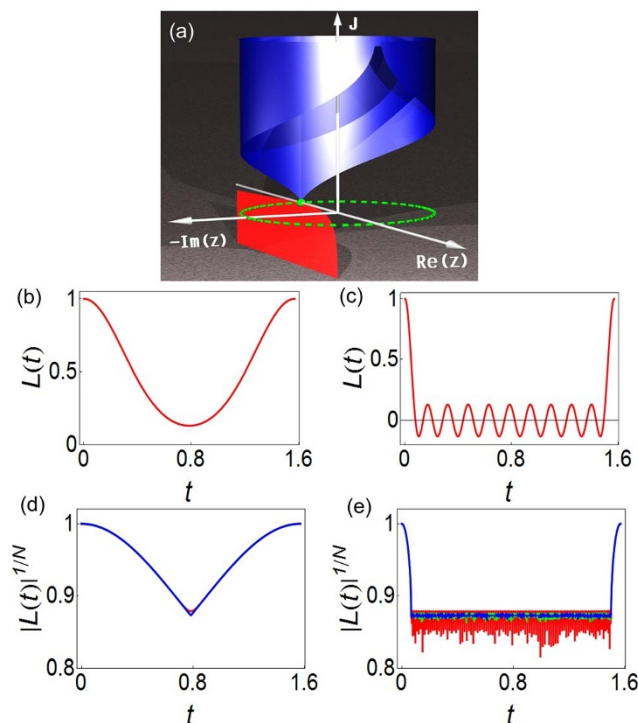 (a)
J
-Im(z)
Re(z)
(b)
L(t)
1
0.5
0
0
0.8
1.6
t
(c)
L(t)
1
0.5
0
0
0.8
1.6
t
(d)
|L(t)|^{1/N}
1
0.9
0.8
0
0.8
1.6
t
(e)
|L(t)|^{1/N}
1
0.9
0.8
0
0.8
1.6
t